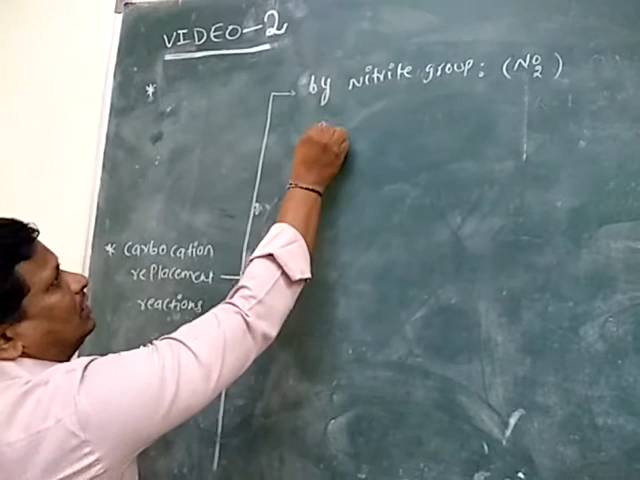 VIDEO-2
*
by Nitrite group: (NO2)
* carbocation
replacement
reactions